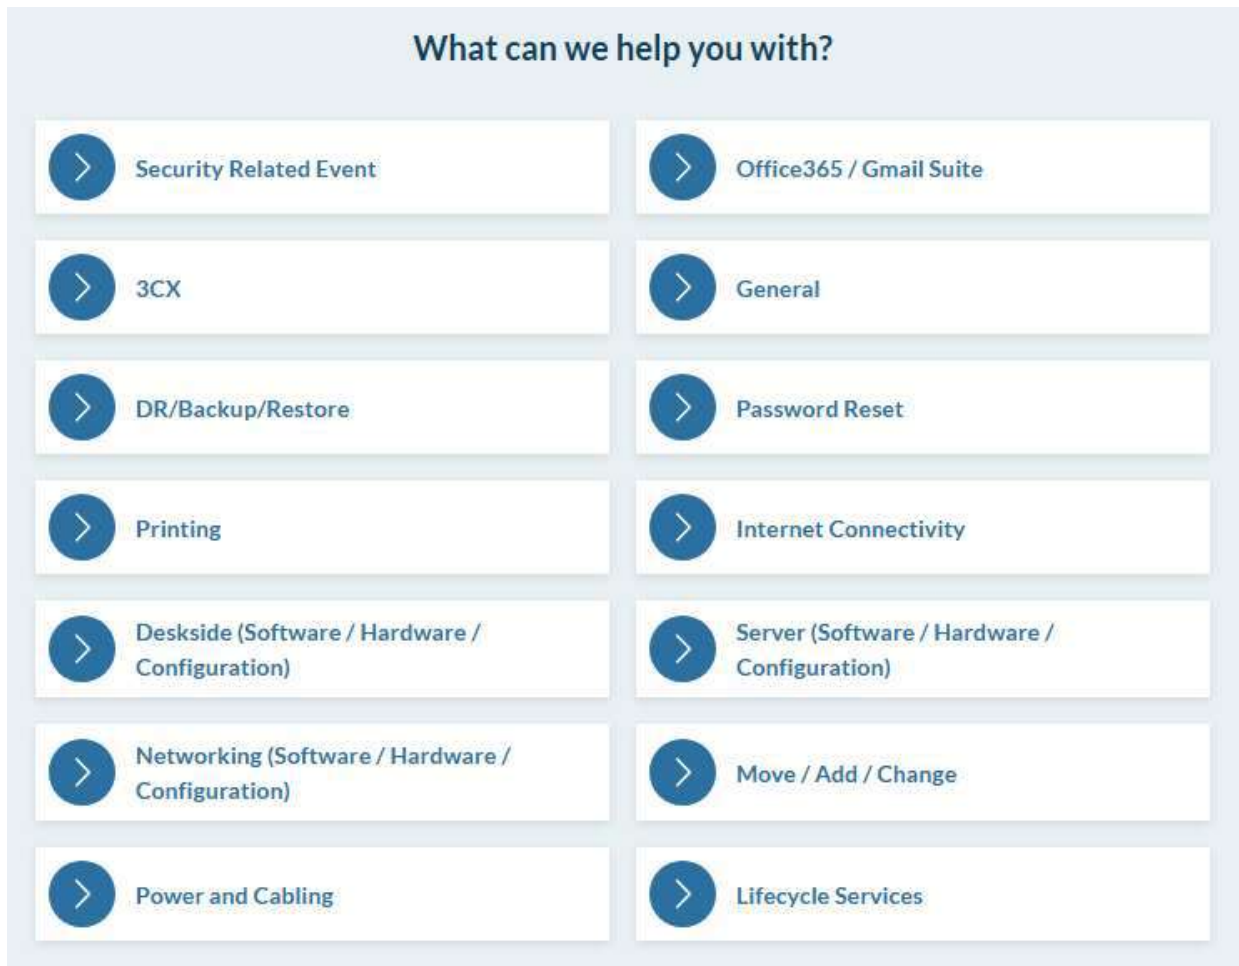 What can we help you with?
Security Related Event
Office365 / Gmail Suite
3CX
General
DR/Backup/Restore
Password Reset
Printing
Internet Connectivity
Deskside (Software / Hardware /
Configuration)
Server (Software / Hardware /
Configuration)
Networking (Software / Hardware /
Configuration)
Move / Add / Change
Power and Cabling
Lifecycle Services